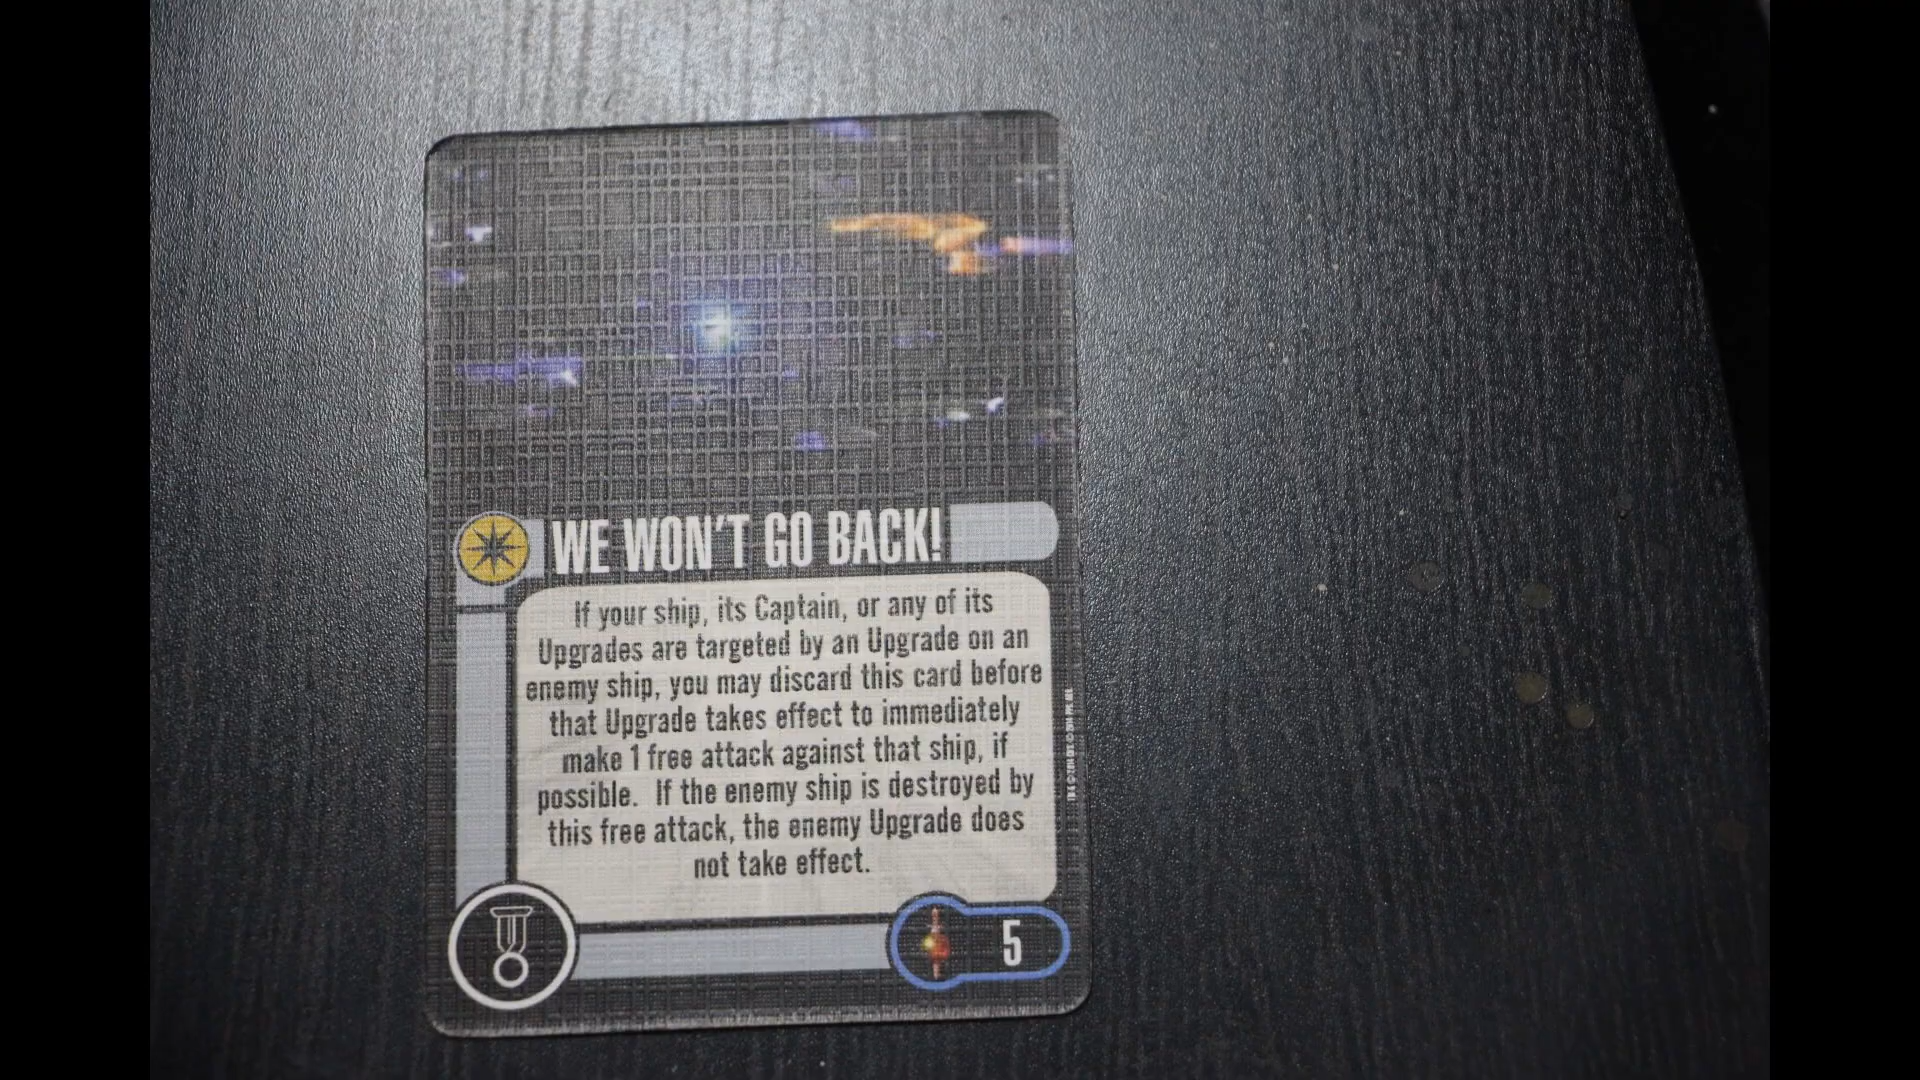 WE WON'T GO BACK!
If your ship, its Captain, or any of its
Upgrades are targeted by an Upgrade on an
enemy ship, you may discard this card before
that Upgrade takes effect to immediately
make 1 free attack against that ship, if
possible. If the enemy ship is destroyed by
this free attack, the enemy Upgrade does
not take effect.
5